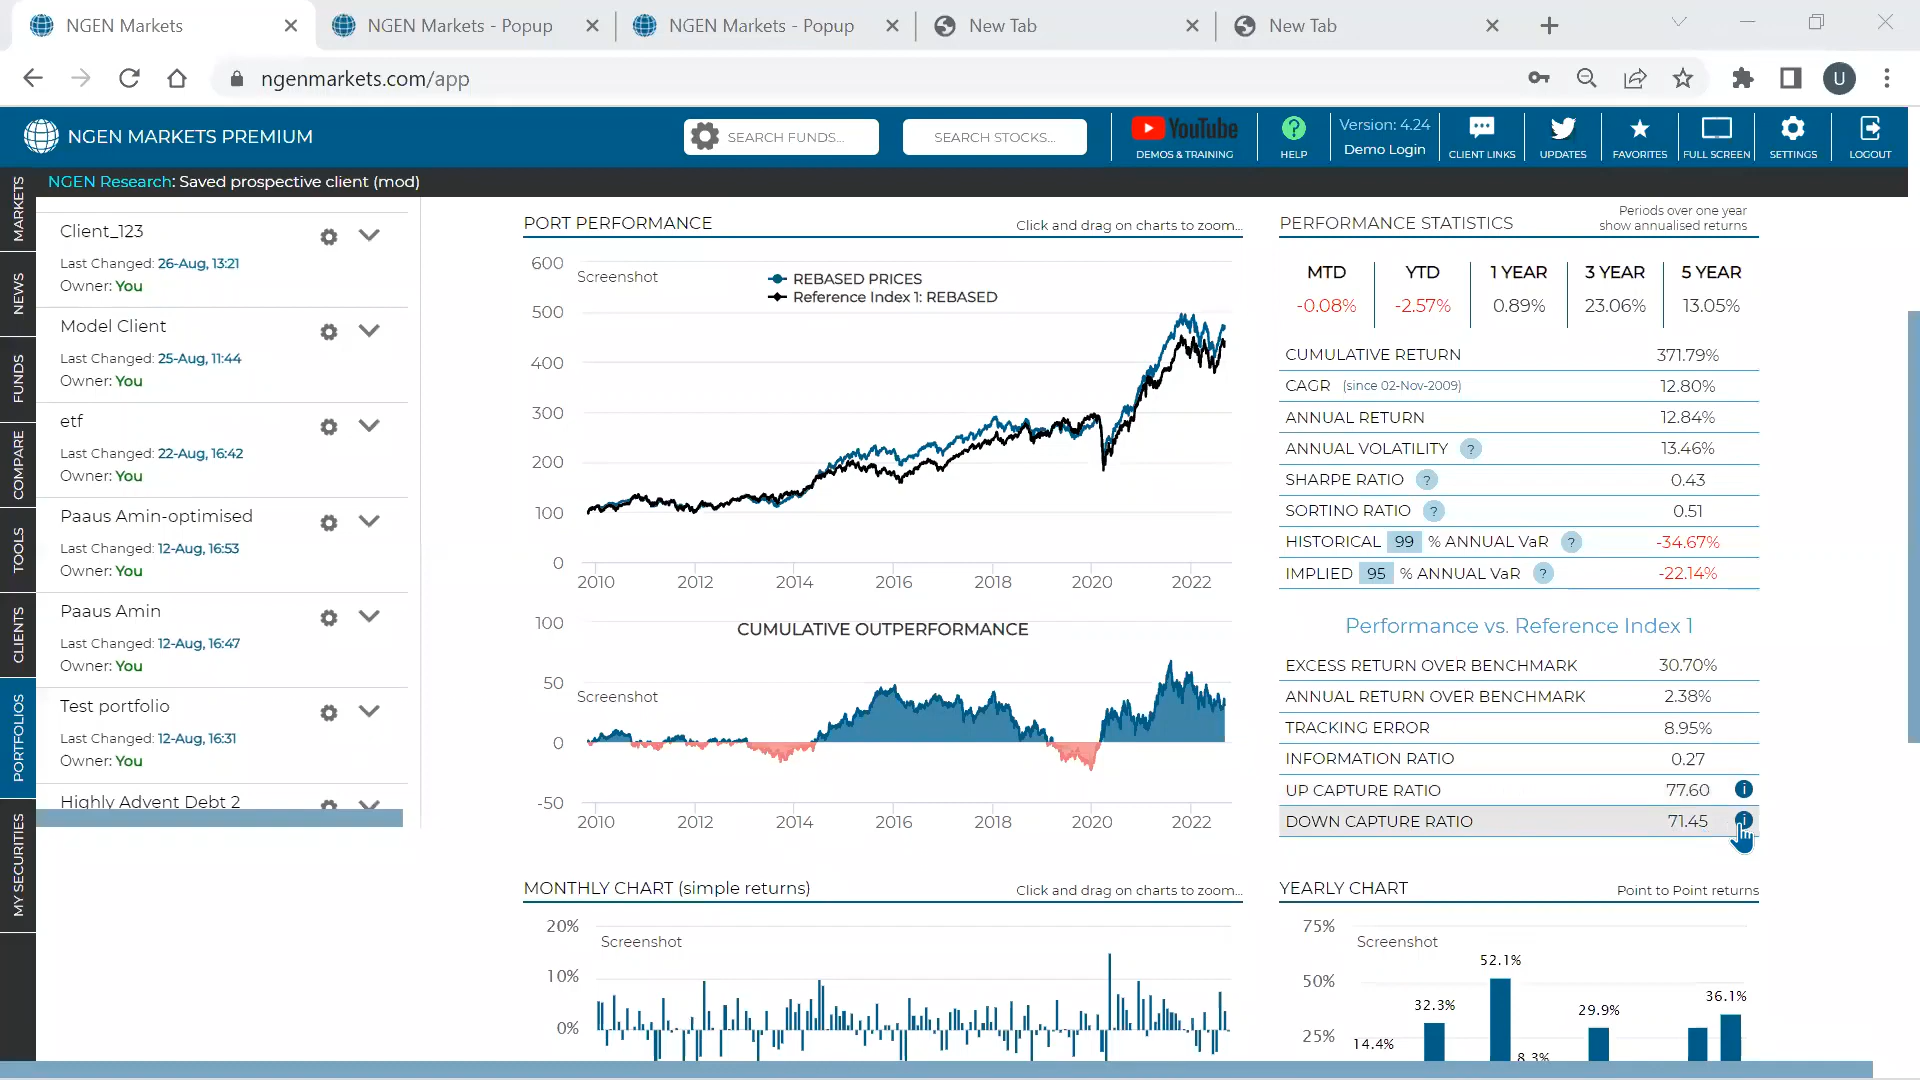 NGEN Markets
NGEN Markets - Popup
NGEN Markets - Popup
New Tab
New Tab
ngenmarkets.com/app
U
NGEN MARKETS PREMIUM
SEARCH FUNDS...
SEARCH STOCKS...
YouTube
DEMOS & TRAINING
HELP
Version: 4.24
Demo Login
CLIENT LINKS
UPDATES
FAVORITES
FULL SCREEN
SETTINGS
LOGOUT
NGEN Research: Saved prospective client (mod)
MARKETS
NEWS
FUNDS
COMPARE
TOOLS
CLIENTS
PORTFOLIOS
MY SECURITIES
Client_123
Last Changed: 26-Aug, 13:21
Owner: You
Model Client
Last Changed: 25-Aug, 11:44
Owner: You
etf
Last Changed: 22-Aug, 16:42
Owner: You
Paaus Amin-optimised
Last Changed: 12-Aug, 16:53
Owner: You
Paaus Amin
Last Changed: 12-Aug, 16:47
Owner: You
Test portfolio
Last Changed: 12-Aug, 16:31
Owner: You
Highly Advent Debt 2
PORT PERFORMANCE
Click and drag on charts to zoom...
Screenshot
REBASED PRICES
Reference Index 1: REBASED
600
500
400
300
200
100
0
2010 2012 2014 2016 2018 2020 2022
CUMULATIVE OUTPERFORMANCE
Screenshot
100
50
0
-50
2010 2012 2014 2016 2018 2020 2022
MONTHLY CHART (simple returns)
Click and drag on charts to zoom...
Screenshot
20%
10%
0%
PERFORMANCE STATISTICS
Periods over one year
show annualised returns
MTD YTD 1 YEAR 3 YEAR 5 YEAR
-0.08% -2.57% 0.89% 23.06% 13.05%
CUMULATIVE RETURN 371.79%
CAGR (since 02-Nov-2009) 12.80%
ANNUAL RETURN 12.84%
ANNUAL VOLATILITY ? 13.46%
SHARPE RATIO ? 0.43
SORTINO RATIO ? 0.51
HISTORICAL 99 % ANNUAL VaR ? -34.67%
IMPLIED 95 % ANNUAL VaR ? -22.14%
Performance vs. Reference Index 1
EXCESS RETURN OVER BENCHMARK 30.70%
ANNUAL RETURN OVER BENCHMARK 2.38%
TRACKING ERROR 8.95%
INFORMATION RATIO 0.27
UP CAPTURE RATIO 77.60 i
DOWN CAPTURE RATIO 71.45 i
YEARLY CHART
Point to Point returns
Screenshot
75%
50%
25%
14.4%
32.3%
52.1%
8.3%
29.9%
36.1%